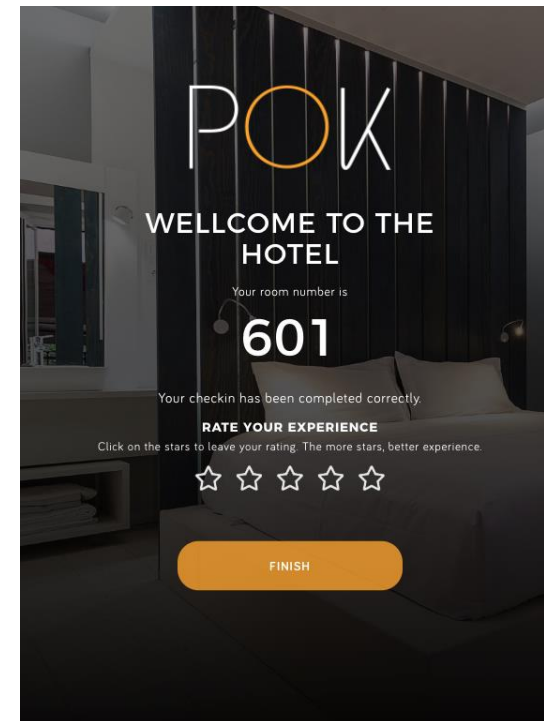 POK
WELLCOME TO THE
HOTEL
Your room number is
601
Your checkin has been completed correctly.
RATE YOUR EXPERIENCE
Click on the stars to leave your rating. The more stars, better experience.
FINISH